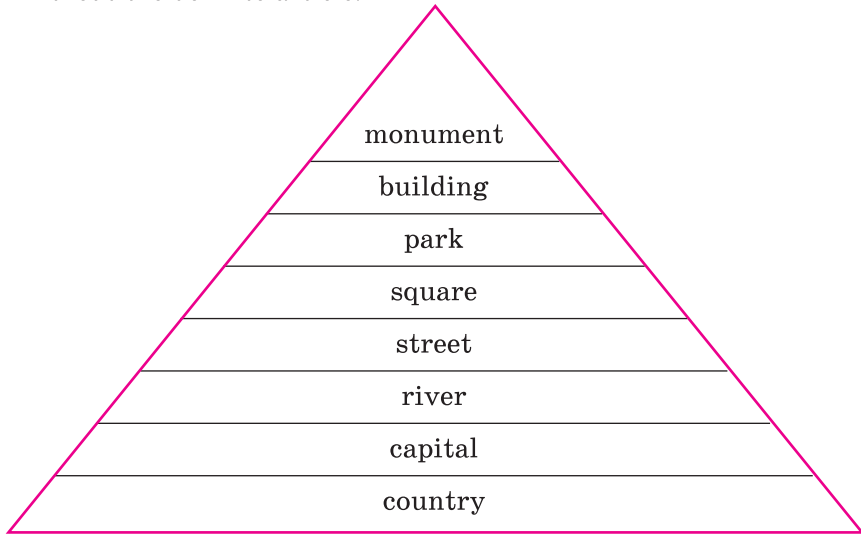 monument
building
park
square
street
river
capital
country